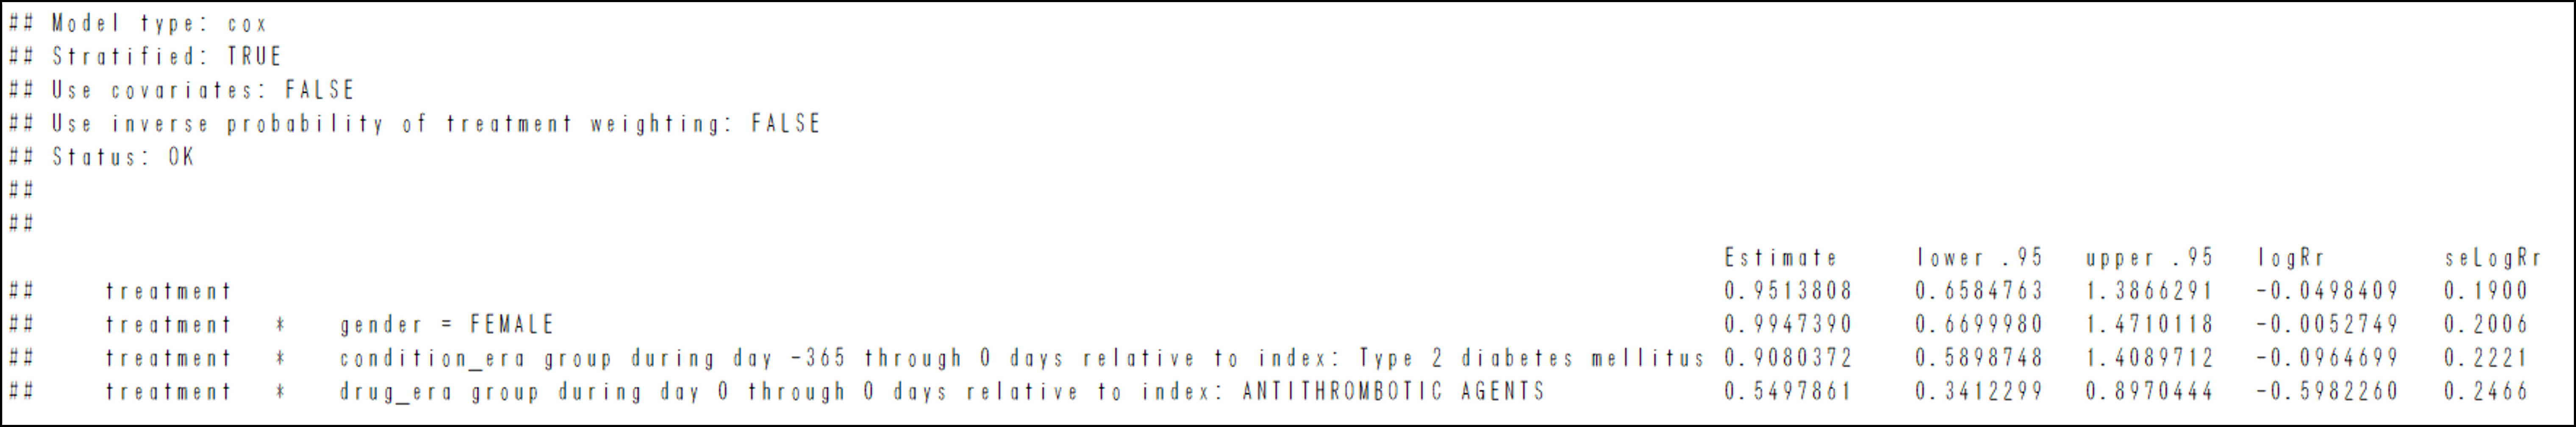 ## Model type: cox
## Stratified: TRUE
## Use covariates: FALSE
## Use inverse probability of treatment weighting: FALSE
## Status: OK
##
##
Estimate lower .95 upper .95 logRr seLogRr
## treatment 0.9513808 0.6584763 1.3866291 -0.0498409 0.1900
## treatment * gender = FEMALE 0.9947390 0.6699980 1.4710118 -0.0052749 0.2006
## treatment * condition_era group during day -365 through 0 days relative to index: Type 2 diabetes mellitus 0.9080372 0.5898748 1.4089712 -0.0964699 0.2221
## treatment * drug_era group during day 0 through 0 days relative to index: ANTITHROMBOTIC AGENTS 0.5497861 0.3412299 0.8970444 -0.5982260 0.2466